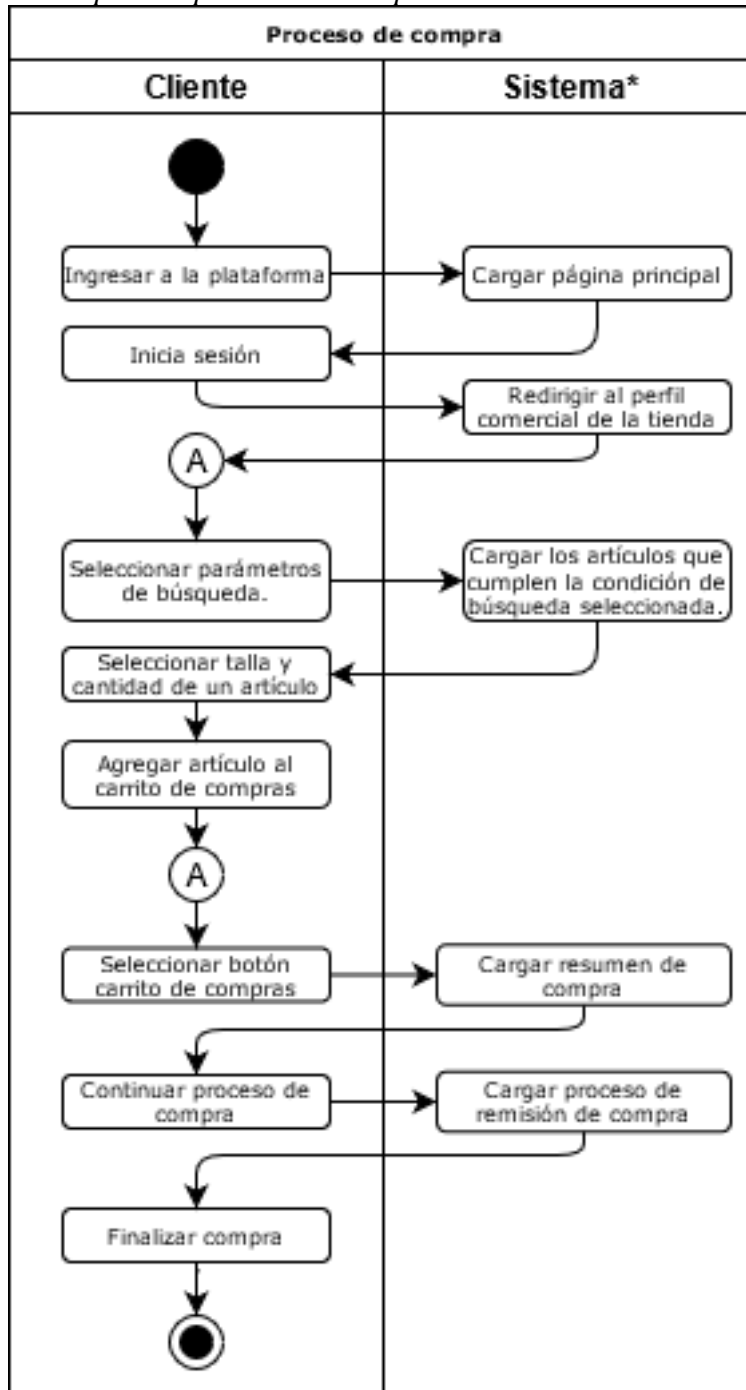 Proceso de compra
Cliente
Sistema*
Ingresar a la plataforma
Cargar página principal
Inicia sesión
Redirigir al perfil
comercial de la tienda
A
Seleccionar parámetros
de búsqueda.
Cargar los artículos que
cumplen la condición de
búsqueda seleccionada.
Seleccionar talla y
cantidad de un artículo
Agregar artículo al
carrito de compras
A
Seleccionar botón
carrito de compras
Cargar resumen de
compra
Continuar proceso de
compra
Cargar proceso de
remisión de compra
Finalizar compra